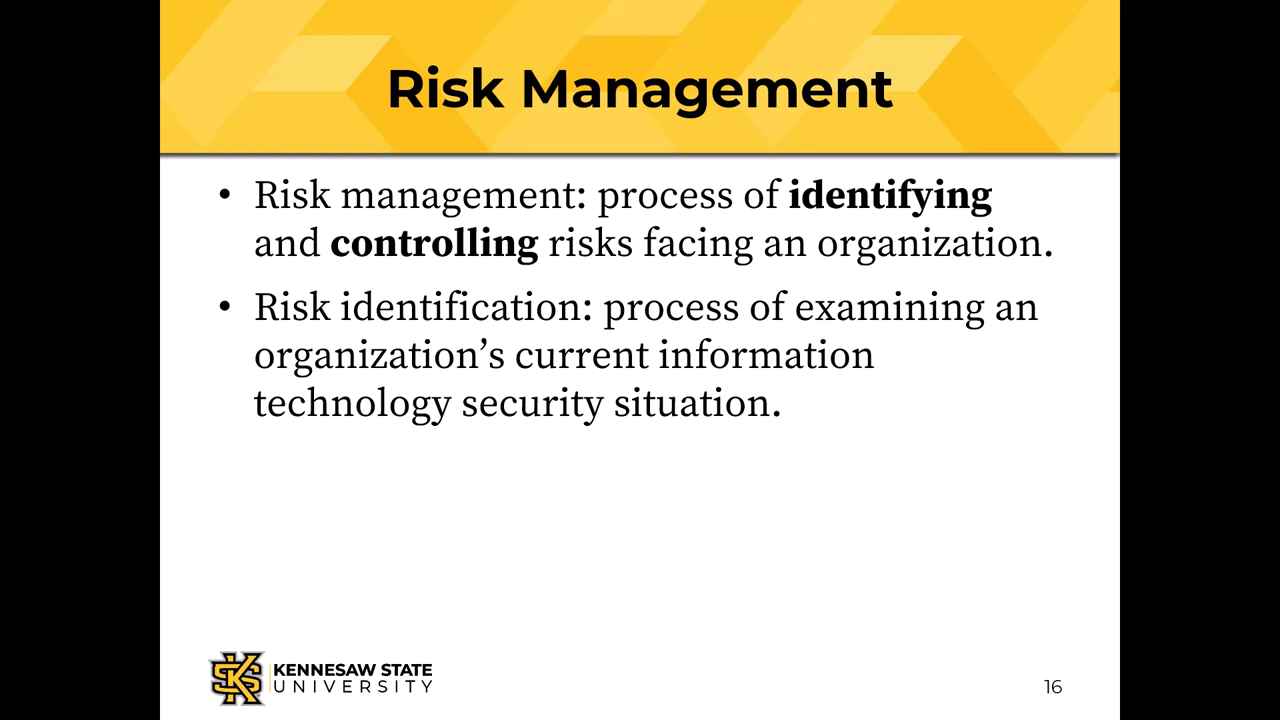 Risk Management
• Risk management: process of identifying
and controlling risks facing an organization.
• Risk identification: process of examining an
organization’s current information
technology security situation.
KS
KENNESAW STATE
UNIVERSITY
16